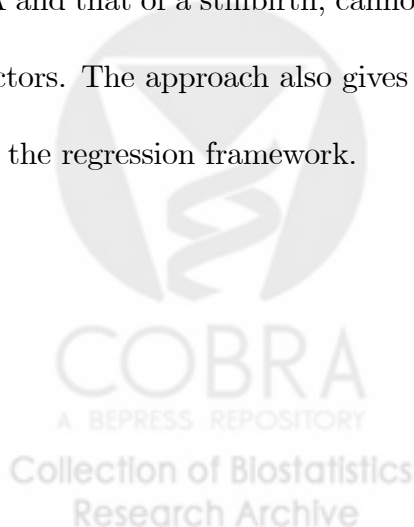 and that of a stillbirth, canno
ctors. The approach also gives
the regression framework.
COBRA
A BEPRESS REPOSITORY
Collection of Biostatistics
Research Archive